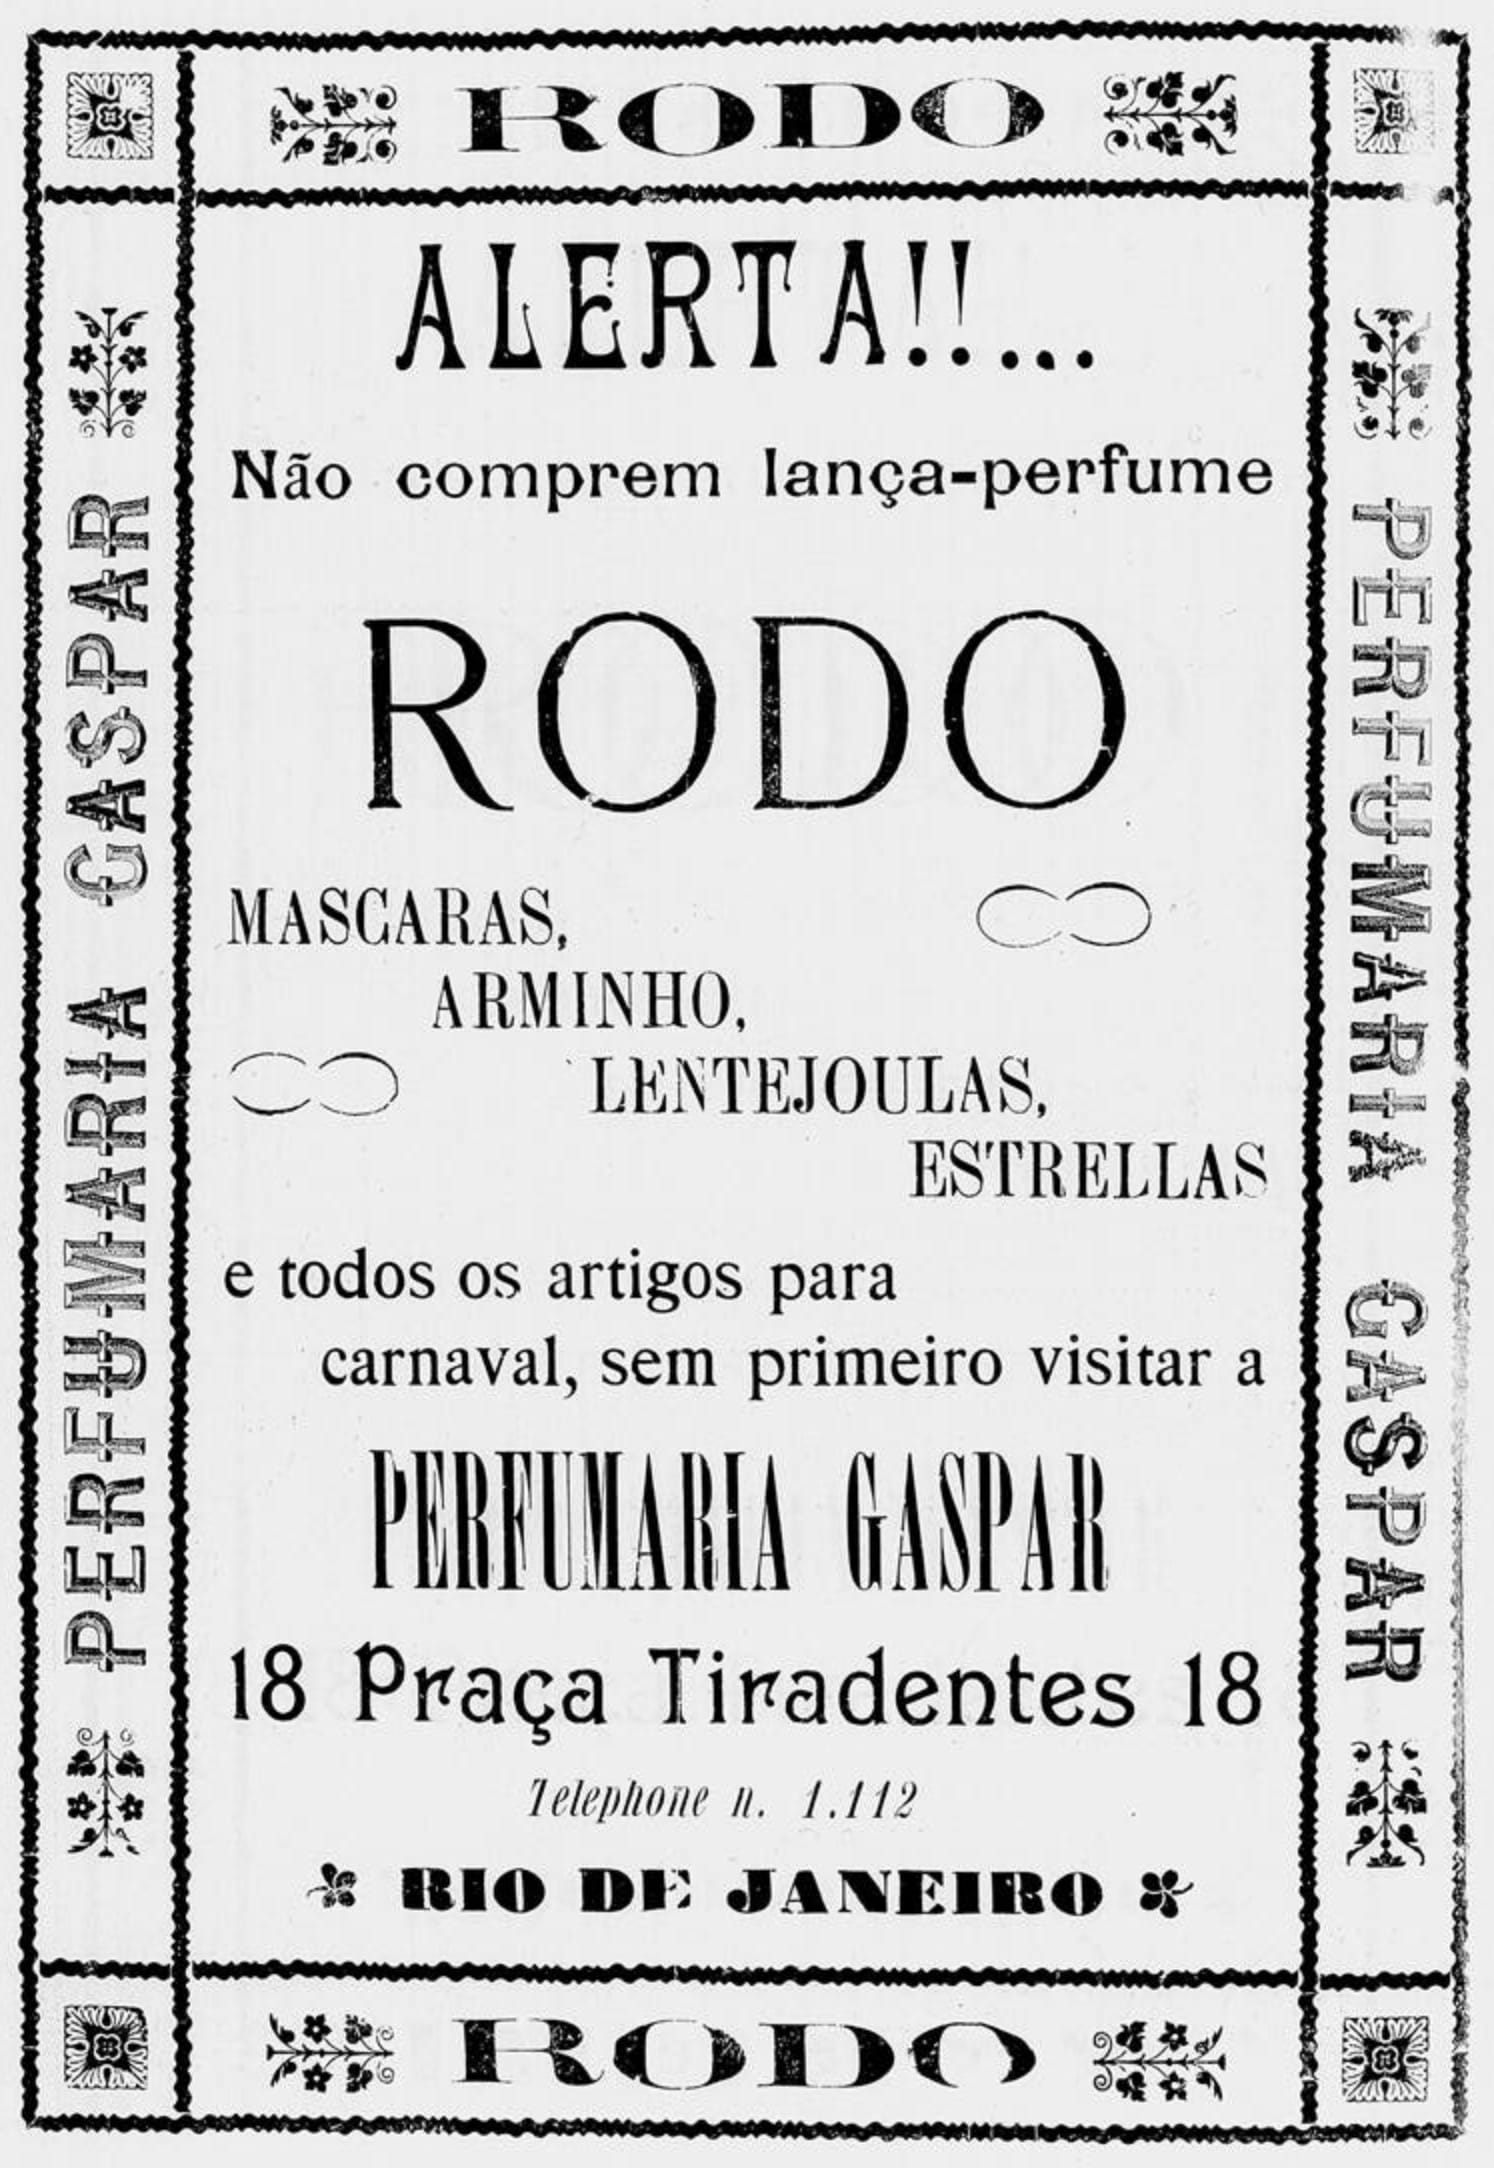 RODO
ALERTA!!...
Não comprem lança-perfume
RODO
MASCARAS,
ARMINHO,
LENTEJOULAS,
ESTRELLAS
e todos os artigos para
carnaval, sem primeiro visitar a
PERFUMARIA GASPAR
18 Praça Tiradentes 18
Telephone n. 1.112
RIO DE JANEIRO
RODO
PERFUMARIA GASPAR
PERFUMARIA GASPAR